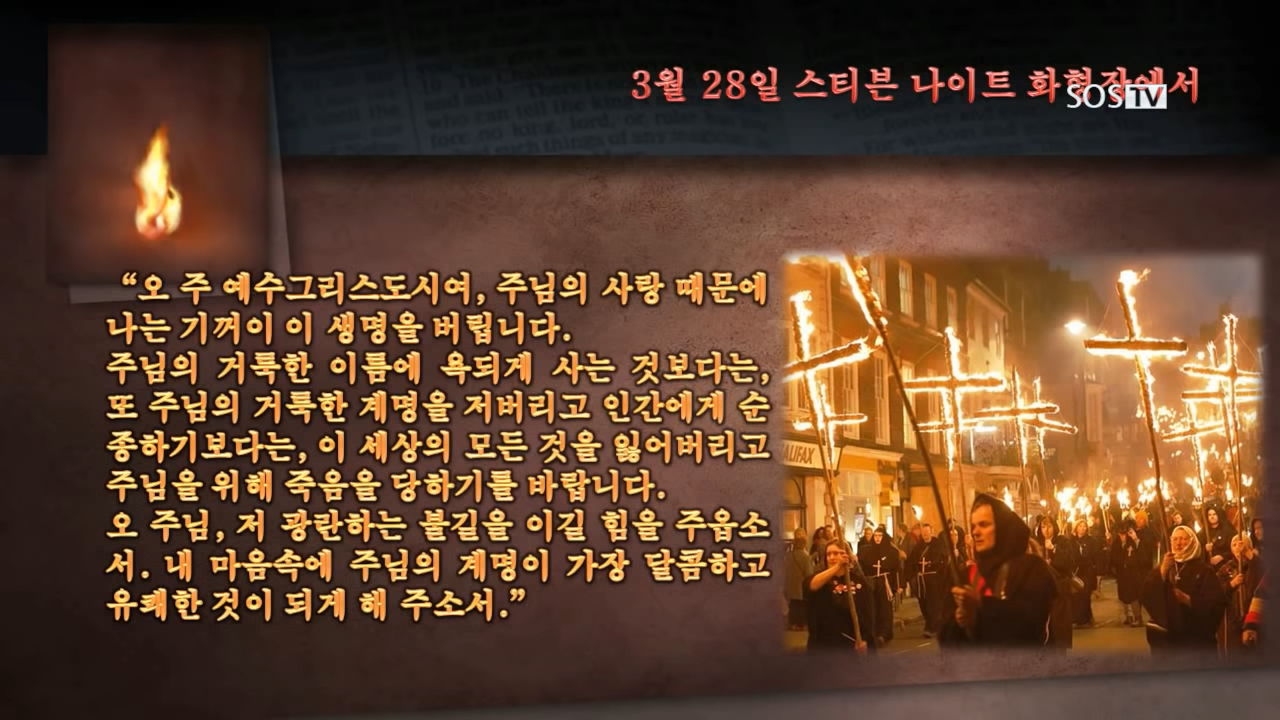 3월 28일 스티븐 나이트 화형장에서
SOSTV
“오 주 예수그리스도시여, 주님의 사랑 때문에
나는 기꺼이 이 생명을 버립니다.
주님의 거룩한 이름에 욕되게 사는 것보다는,
또 주님의 거룩한 계명을 저버리고 인간에게 순
종하기보다는, 이 세상의 모든 것을 잃어버리고
주님을 위해 죽음을 당하기를 바랍니다.
오 주님, 저 광란하는 불길을 이길 힘을 주옵소
서. 내 마음속에 주님의 계명이 가장 달콤하고
유쾌한 것이 되게 해 주소서.”
HALIFAX